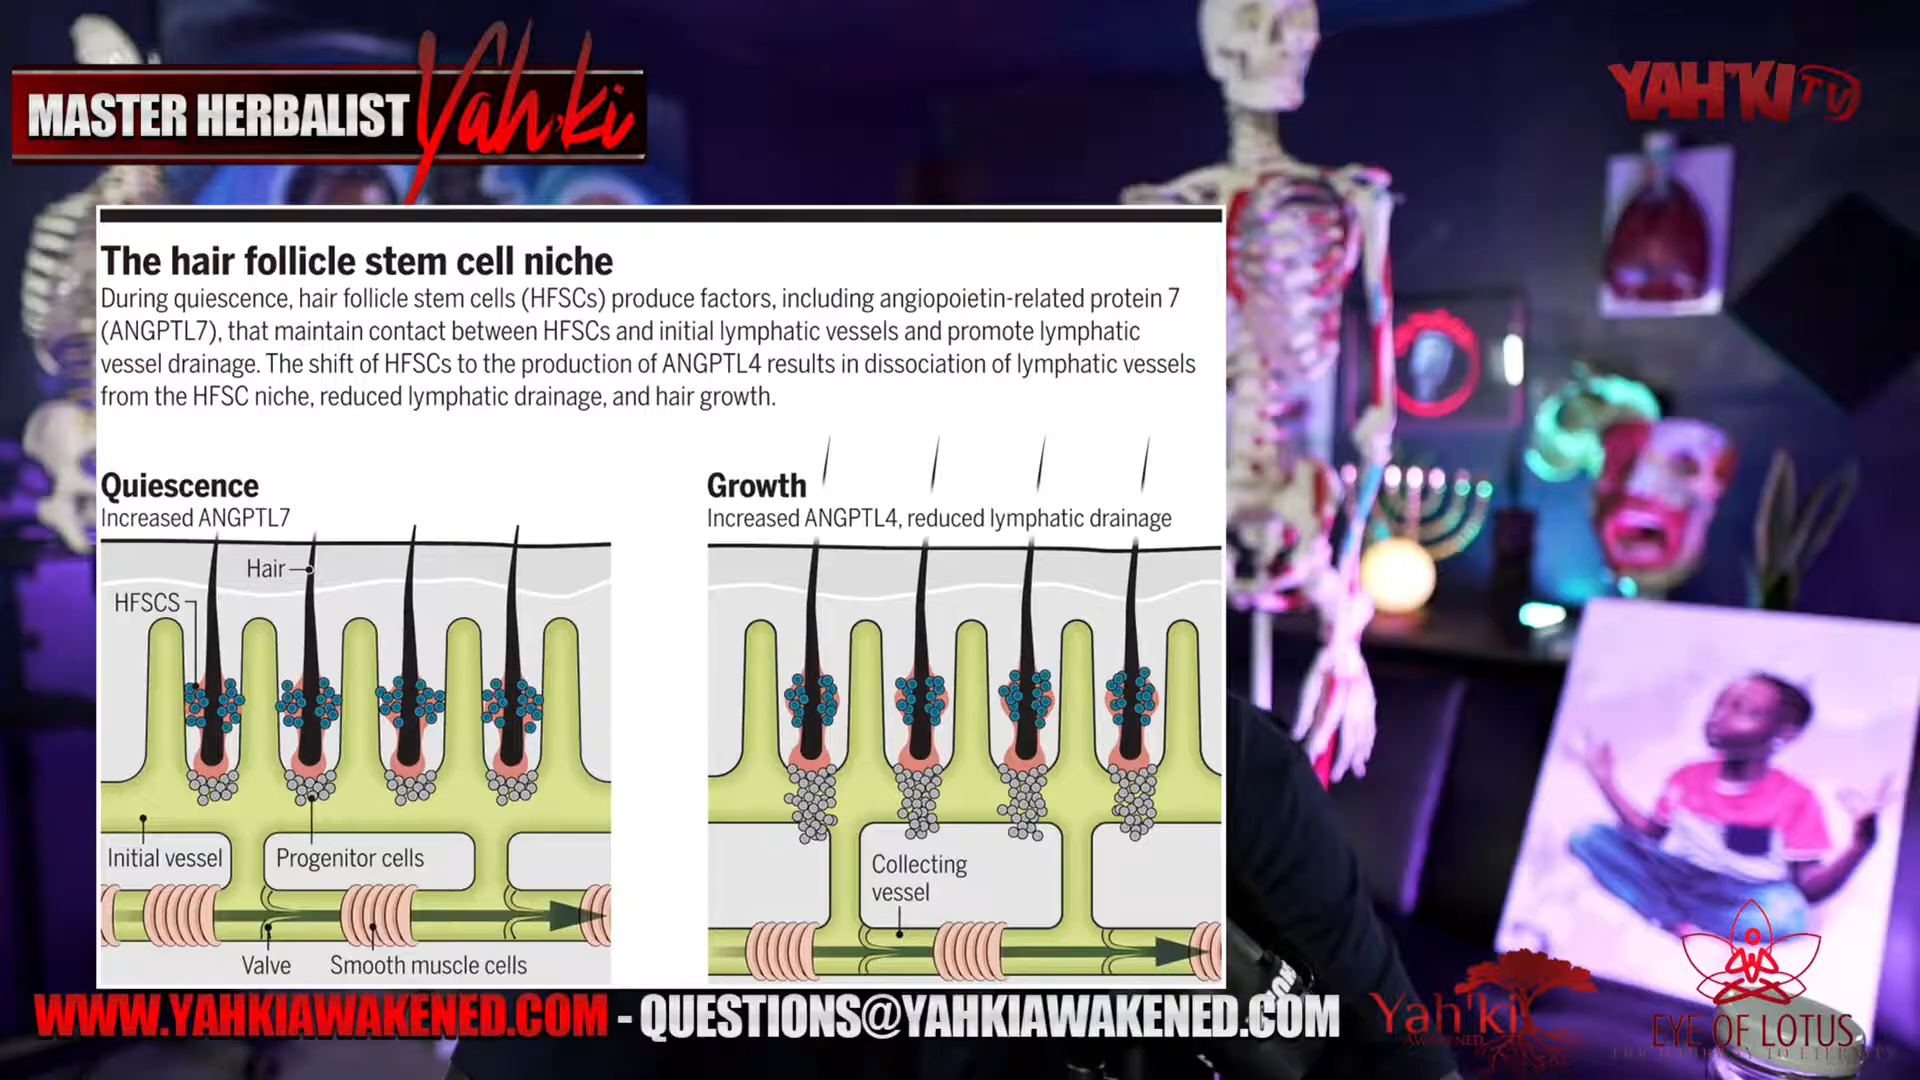 MASTER HERBALIST Yah'ki
YAH'KI TV
The hair follicle stem cell niche
During quiescence, hair follicle stem cells (HFSCs) produce factors, including angiopoietin-related protein 7
(ANGPTL7), that maintain contact between HFSCs and initial lymphatic vessels and promote lymphatic
vessel drainage. The shift of HFSCs to the production of ANGPTL4 results in dissociation of lymphatic vessels
from the HFSC niche, reduced lymphatic drainage, and hair growth.
Quiescence
Increased ANGPTL7
Hair
HFSCS
Initial vessel
Progenitor cells
Valve
Smooth muscle cells
Growth
Increased ANGPTL4, reduced lymphatic drainage
Collecting
vessel
WWW.YAHKIAWAKENED.COM - QUESTIONS@YAHKIAWAKENED.COM
Yah'ki
AWAKENED
EYE OF LOTUS